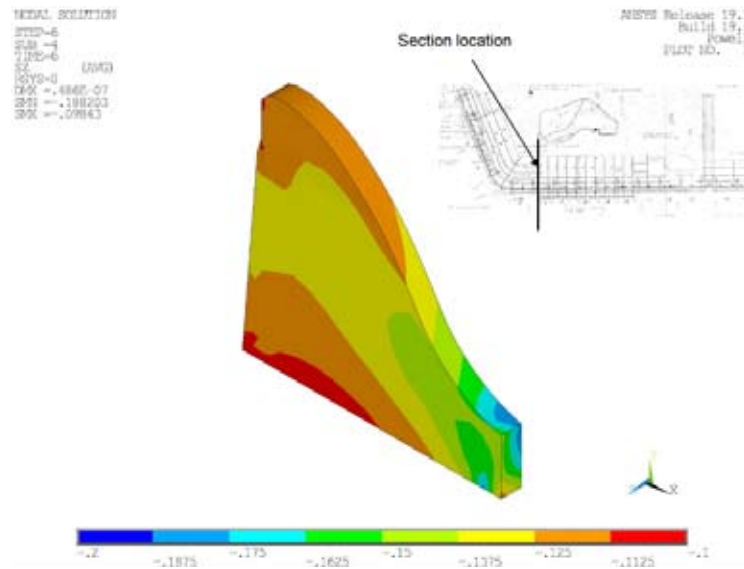 NODAL SOLUTION
STEP=6
SUB =4
TIME=6
SZ (AVG)
RSYS=0
DMX =.486E-07
SMN =-.188203
SMX =-.09843
ANSYS Release 19.
Build 19.
Powel
PLOT NO.
Section location
X
-.2
-.1875
-.175
-.1625
-.15
-.1375
-.125
-.1125
-.1